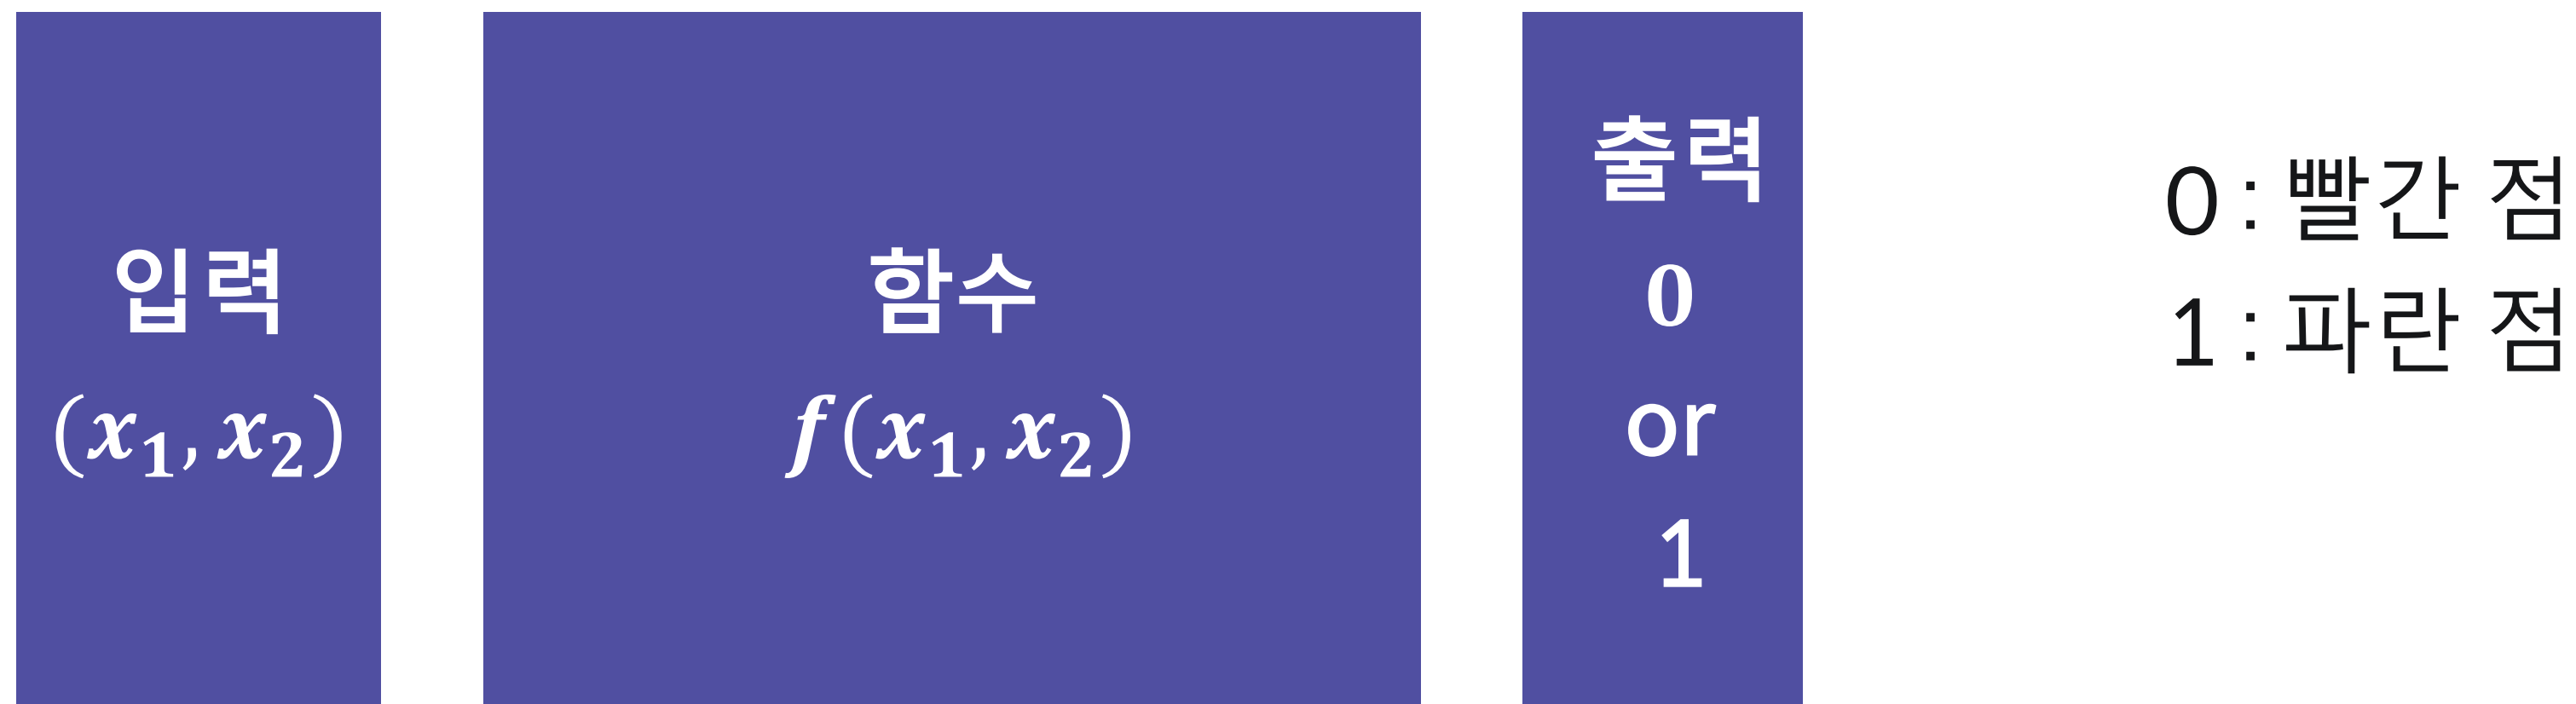 입력
(x₁, x₂)
함수
f(x₁, x₂)
출력
0
or
1
0 : 빨간 점
1 : 파란 점